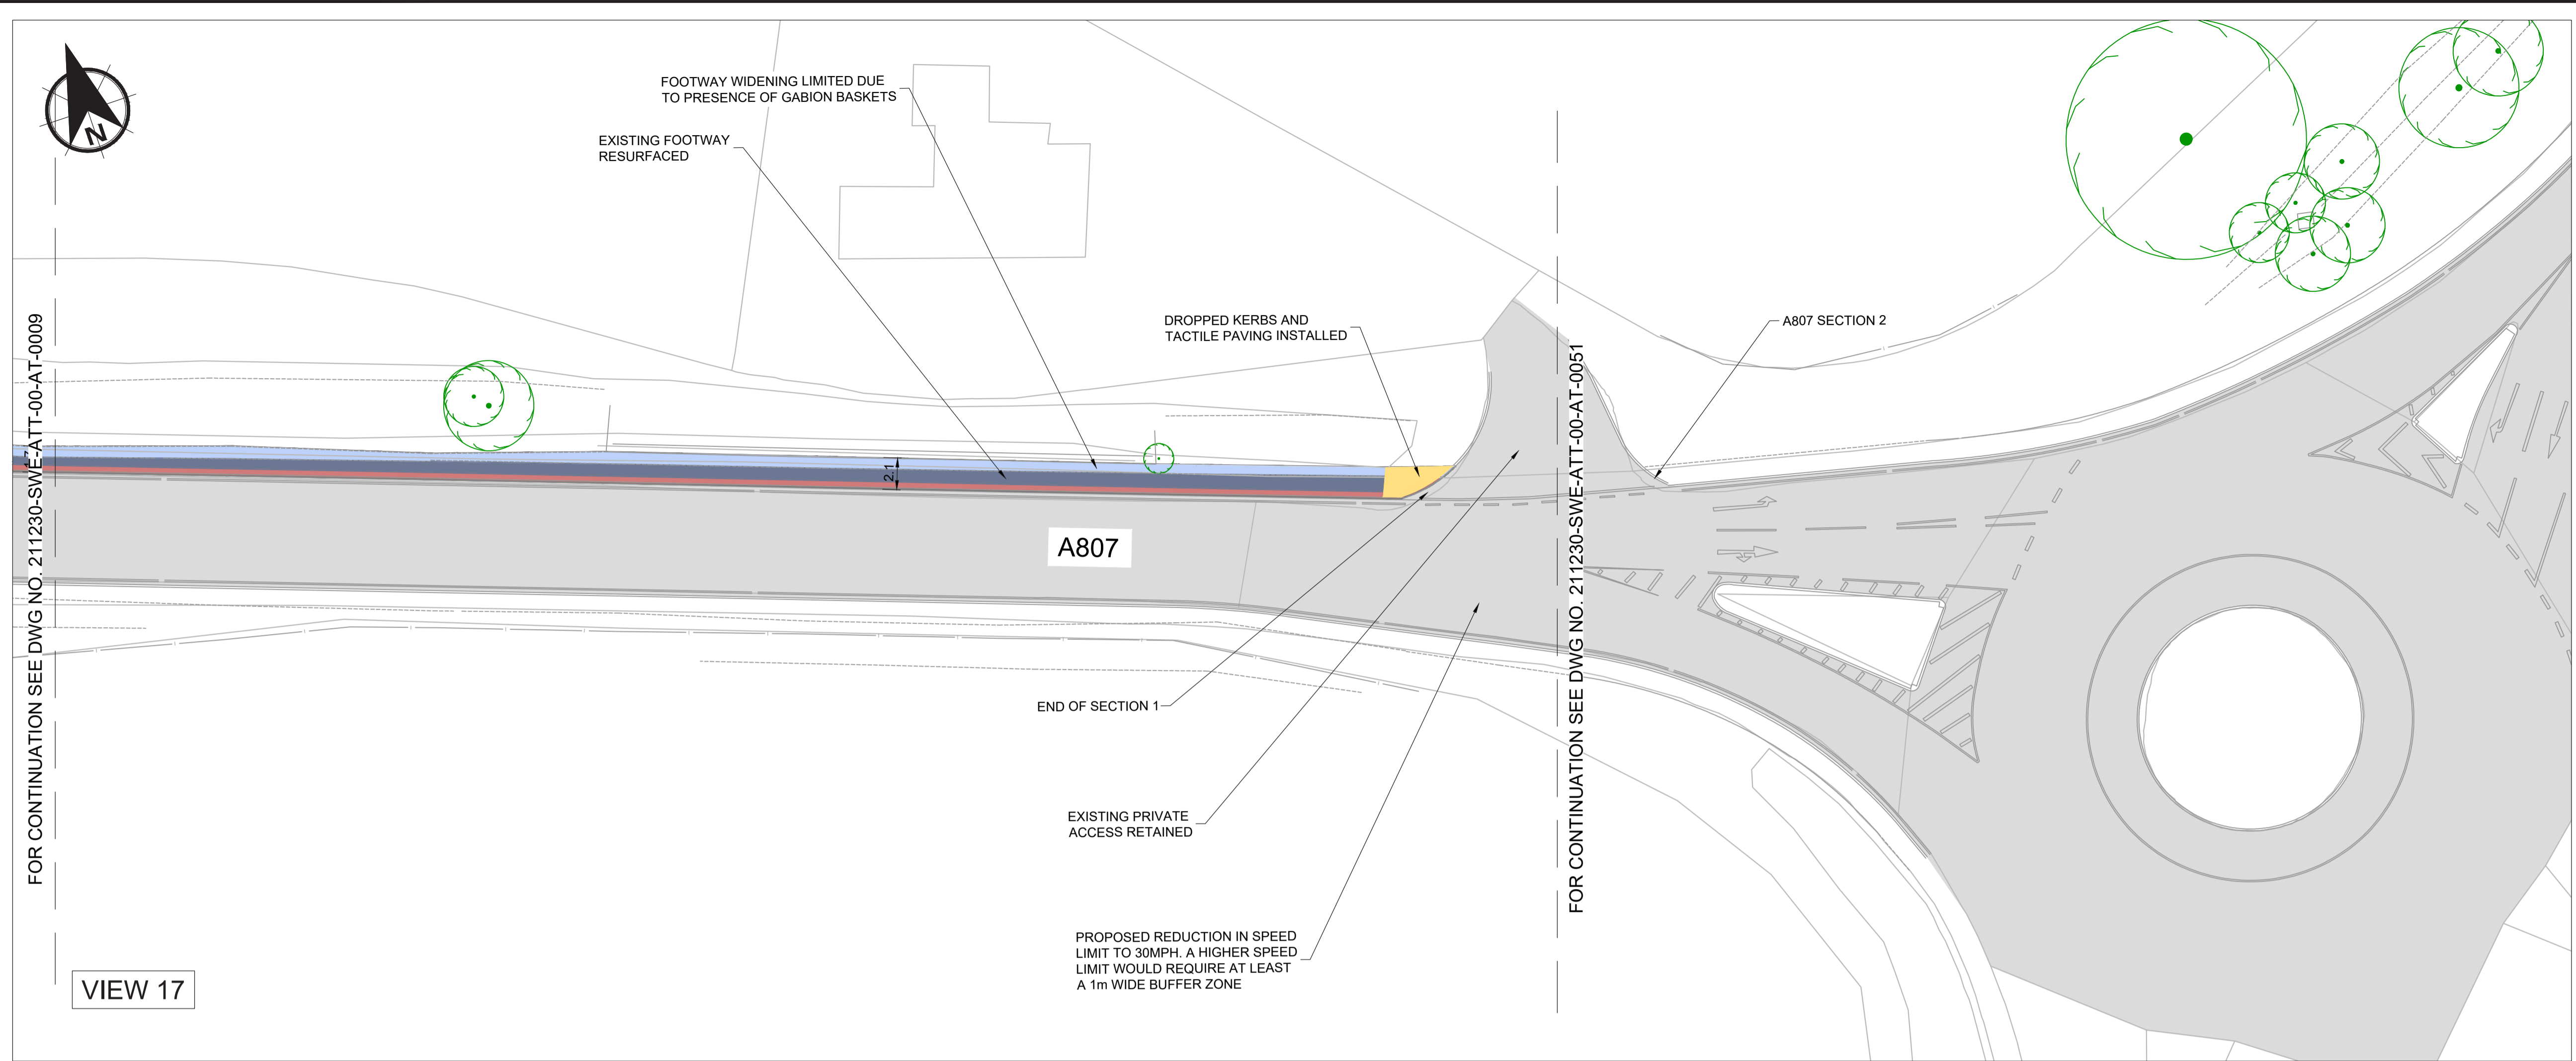 N
FOOTWAY WIDENING LIMITED DUE
TO PRESENCE OF GABION BASKETS
EXISTING FOOTWAY
RESURFACED
DROPPED KERBS AND
TACTILE PAVING INSTALLED
A807 SECTION 2
FOR CONTINUATION SEE DWG NO. 211230-SWE-ATT-00-AT-0009
2.1
A807
FOR CONTINUATION SEE DWG NO. 211230-SWE-ATT-00-AT-0051
END OF SECTION 1
EXISTING PRIVATE
ACCESS RETAINED
PROPOSED REDUCTION IN SPEED
LIMIT TO 30MPH. A HIGHER SPEED
LIMIT WOULD REQUIRE AT LEAST
A 1m WIDE BUFFER ZONE
VIEW 17